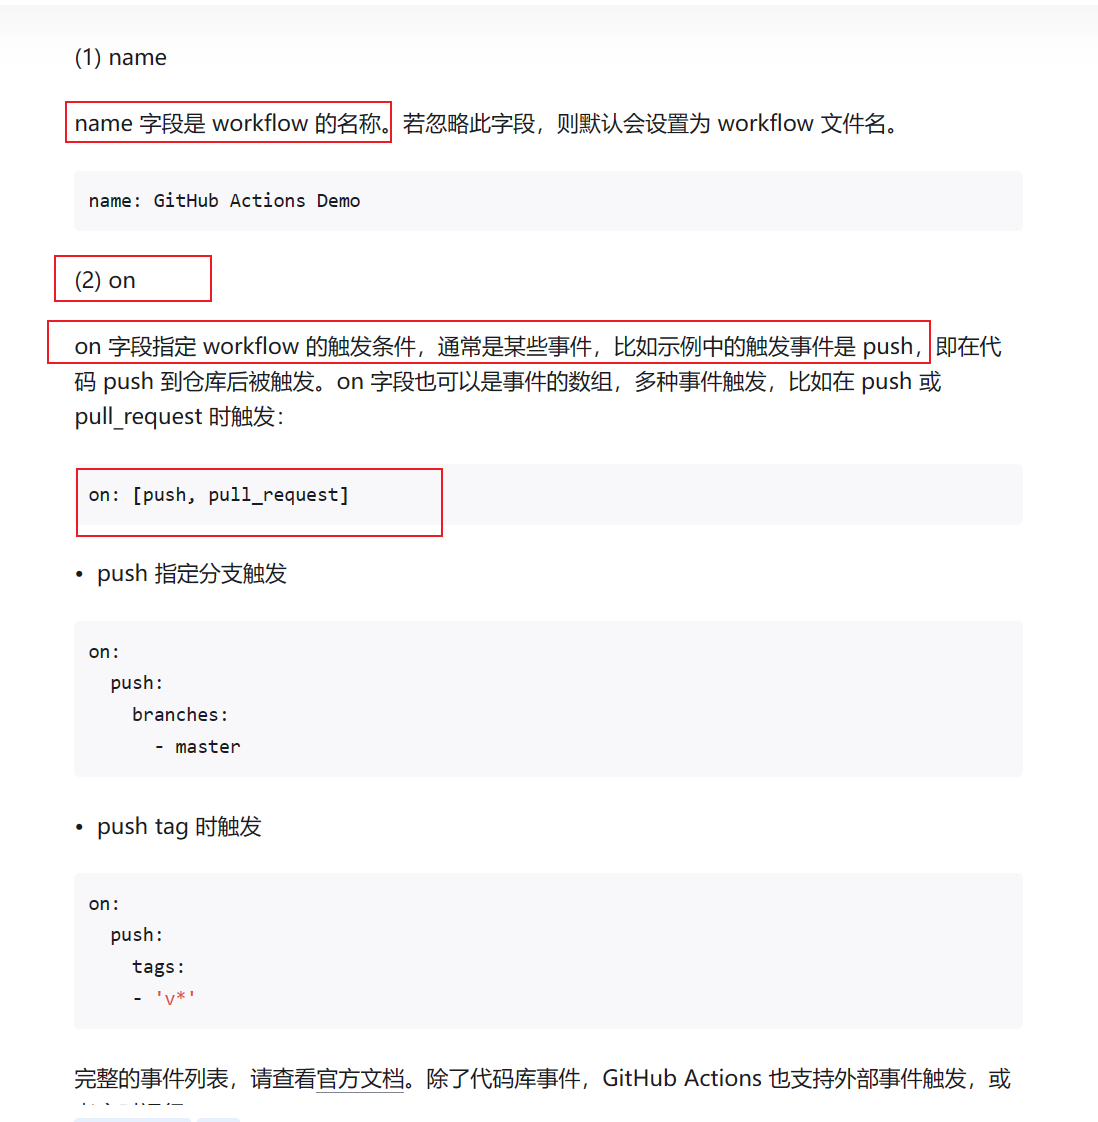 (1) name
name 字段是 workflow 的名称。若忽略此字段，则默认会设置为 workflow 文件名。
name: GitHub Actions Demo
(2) on
on 字段指定 workflow 的触发条件，通常是某些事件，比如示例中的触发事件是 push，即在代
码 push 到仓库后被触发。on 字段也可以是事件的数组，多种事件触发，比如在 push 或
pull_request 时触发：
on: [push, pull_request]
• push 指定分支触发
on:
  push:
    branches:
      - master
• push tag 时触发
on:
  push:
    tags:
    - 'v*'
完整的事件列表，请查看官方文档。除了代码库事件，GitHub Actions 也支持外部事件触发，或